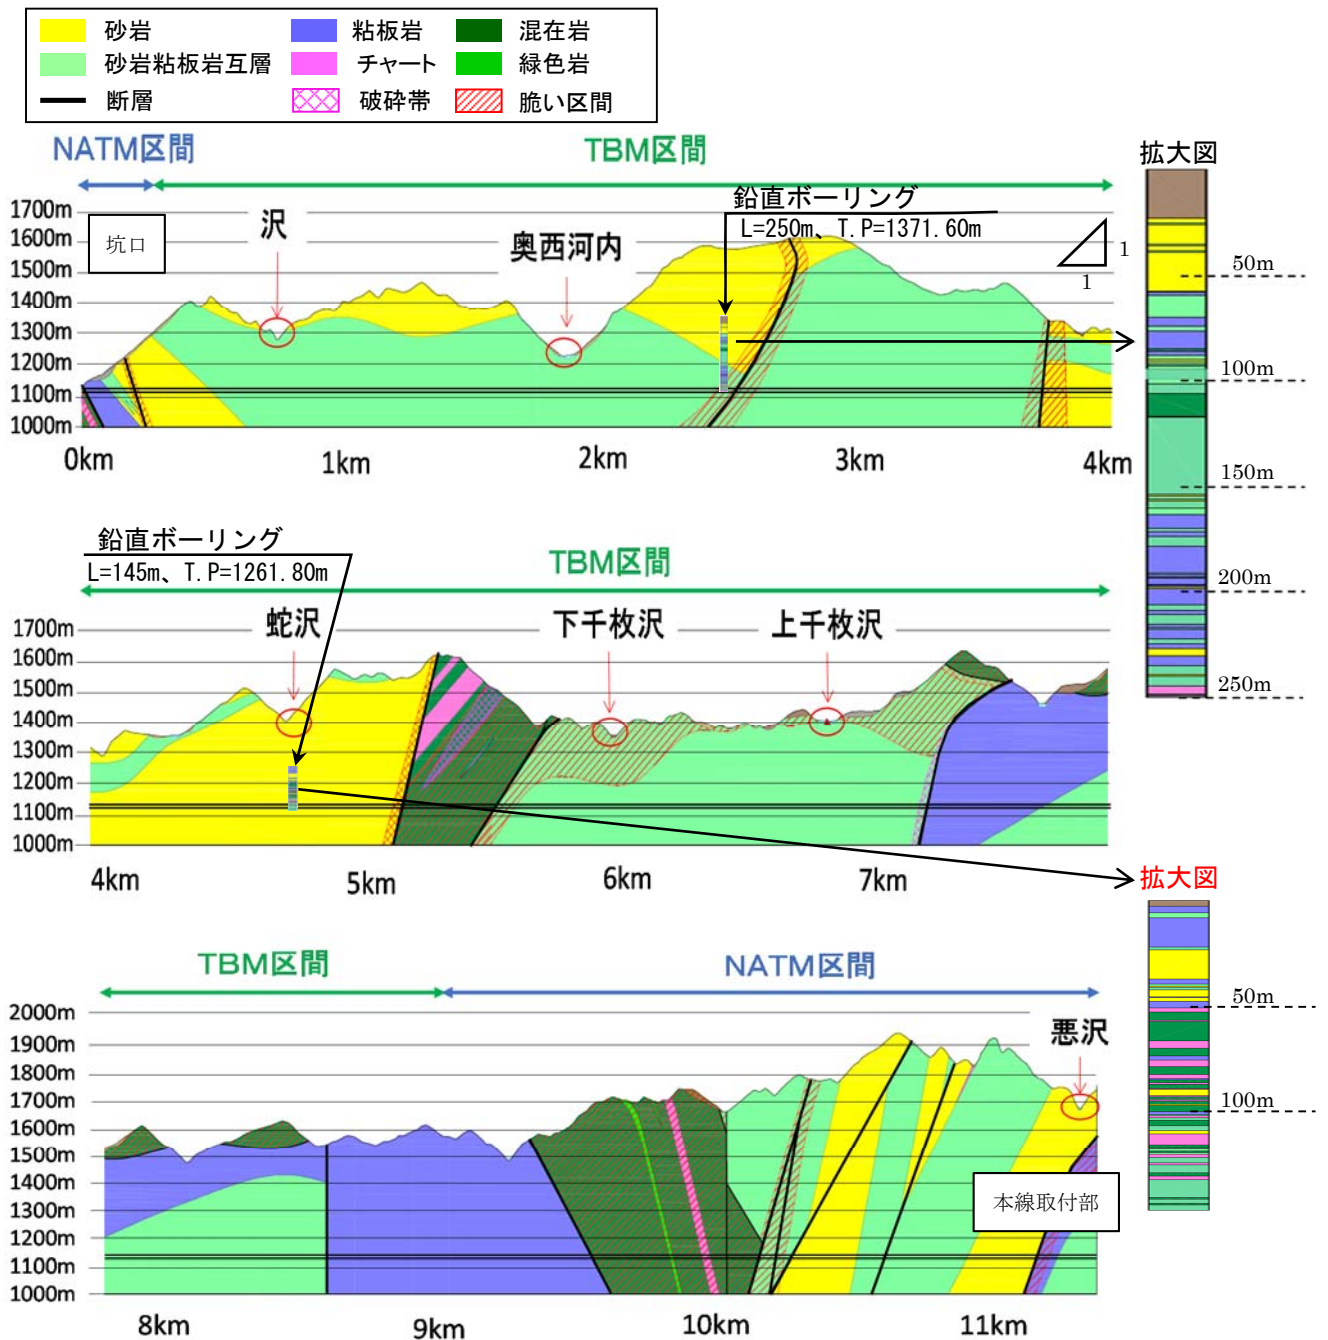 砂岩 粘板岩 混在岩
砂岩粘板岩互層 チャート 緑色岩
断層 破砕帯 脆い区間
NATM区間 TBM区間 拡大図
鉛直ボーリング
L=250m、T.P=1371.60m
1700m
1600m
1500m
1400m
1300m
1200m
1100m
1000m
坑口
沢
奥西河内
1
1
0km 1km 2km 3km 4km
50m
100m
150m
200m
250m
鉛直ボーリング
L=145m、T.P=1261.80m
TBM区間
1700m
1600m
1500m
1400m
1300m
1200m
1100m
1000m
蛇沢 下千枚沢 上千枚沢
4km 5km 6km 7km
拡大図
50m
100m
TBM区間 NATM区間
2000m
1900m
1800m
1700m
1600m
1500m
1400m
1300m
1200m
1100m
1000m
悪沢
本線取付部
8km 9km 10km 11km